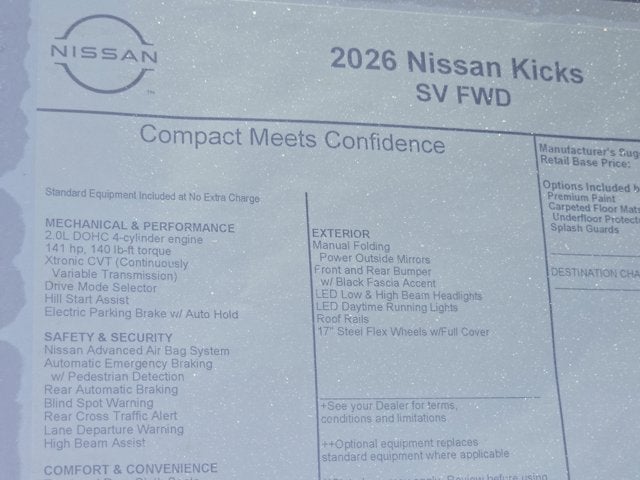 NISSAN
2026 Nissan Kicks
SV FWD
Compact Meets Confidence
Standard Equipment Included at No Extra Charge
MECHANICAL & PERFORMANCE
2.0L DOHC 4-cylinder engine
141 hp, 140 lb-ft torque
Xtronic CVT (Continuously
Variable Transmission)
Drive Mode Selector
Hill Start Assist
Electric Parking Brake w/ Auto Hold
SAFETY & SECURITY
Nissan Advanced Air Bag System
Automatic Emergency Braking
w/ Pedestrian Detection
Rear Automatic Braking
Blind Spot Warning
Rear Cross Traffic Alert
Lane Departure Warning
High Beam Assist
COMFORT & CONVENIENCE
EXTERIOR
Manual Folding
Power Outside Mirrors
Front and Rear Bumper
w/ Black Fascia Accent
LED Low & High Beam Headlights
LED Daytime Running Lights
Roof Rails
17" Steel Flex Wheels w/Full Cover
+See your Dealer for terms,
conditions and limitations
++Optional equipment replaces
standard equipment where applicable
Manufacturer's Sug
Retail Base Price:
Options Included
Premium Paint
Carpeted Floor Mats
Underfloor Protecti
Splash Guards
DESTINATION CHA